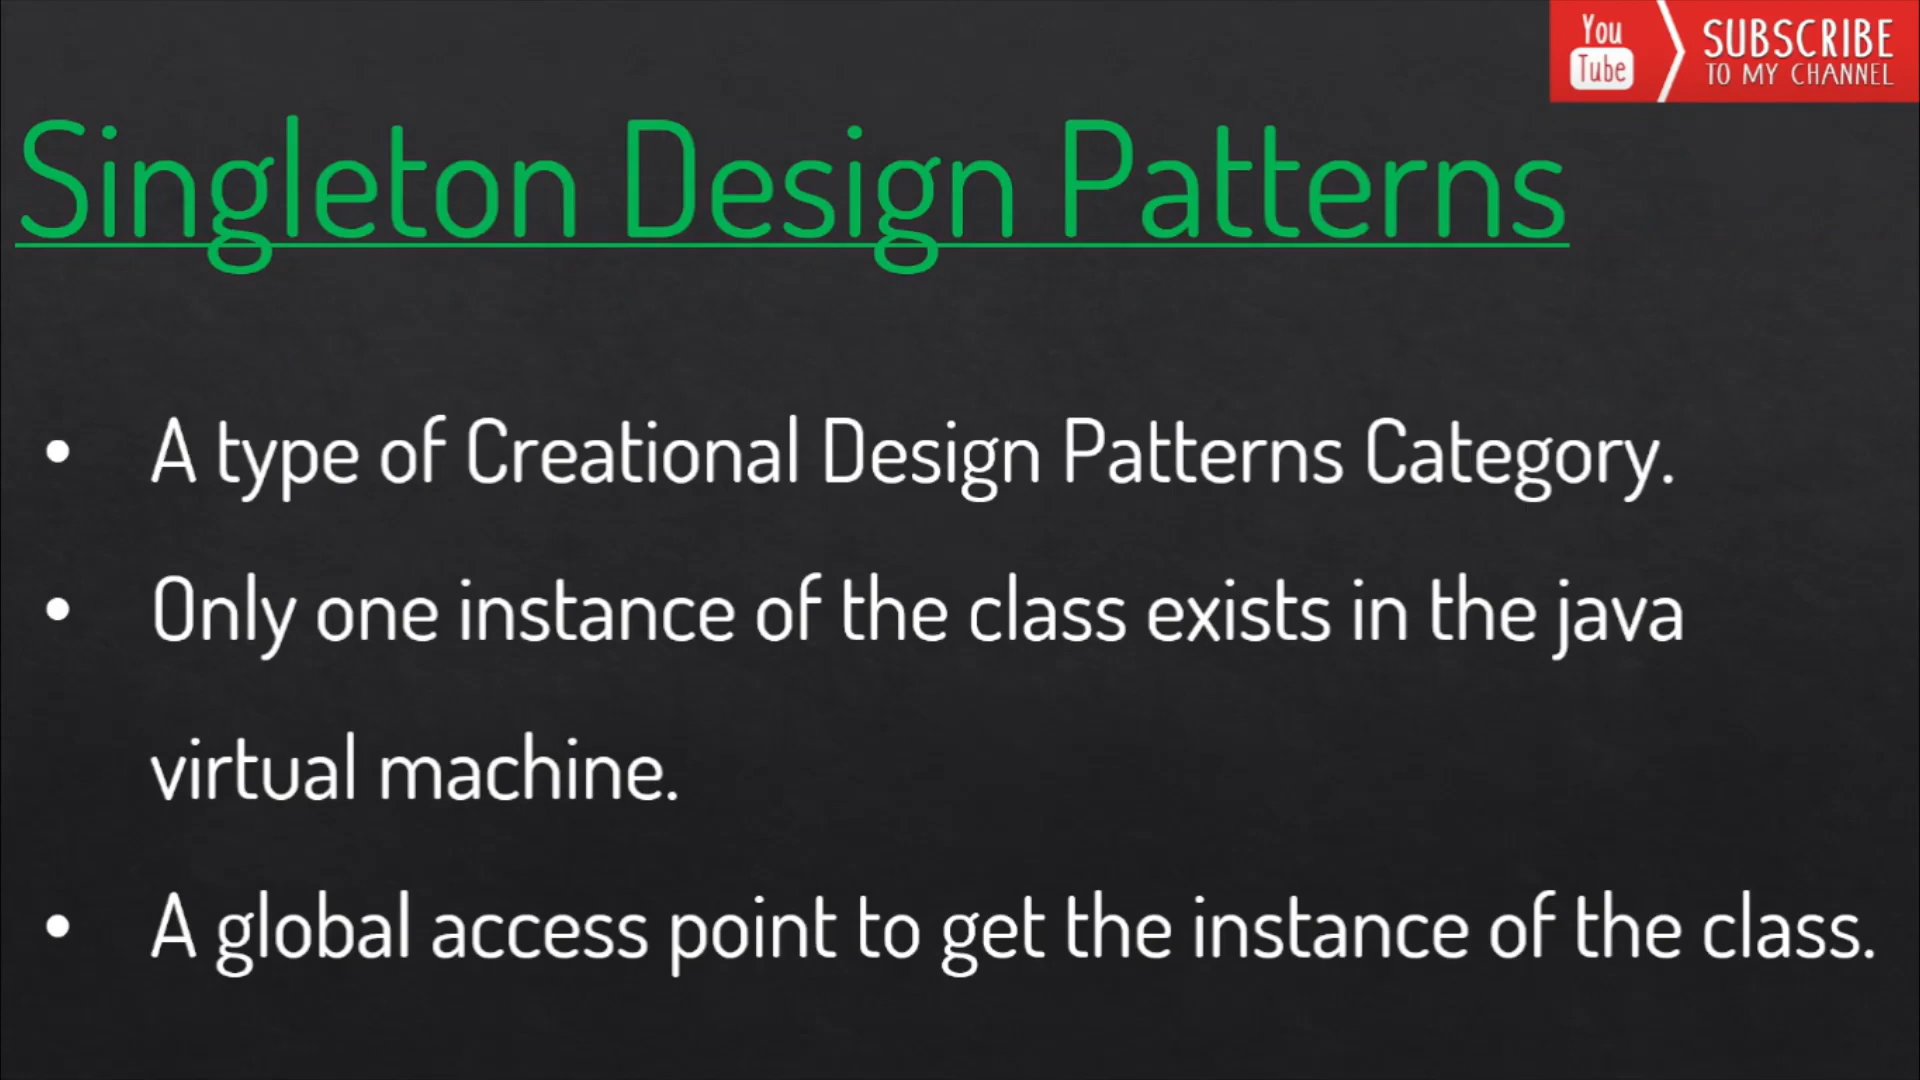 You
Tube
SUBSCRIBE
TO MY CHANNEL
Singleton Design Patterns
• A type of Creational Design Patterns Category.
• Only one instance of the class exists in the java
virtual machine.
• A global access point to get the instance of the class.